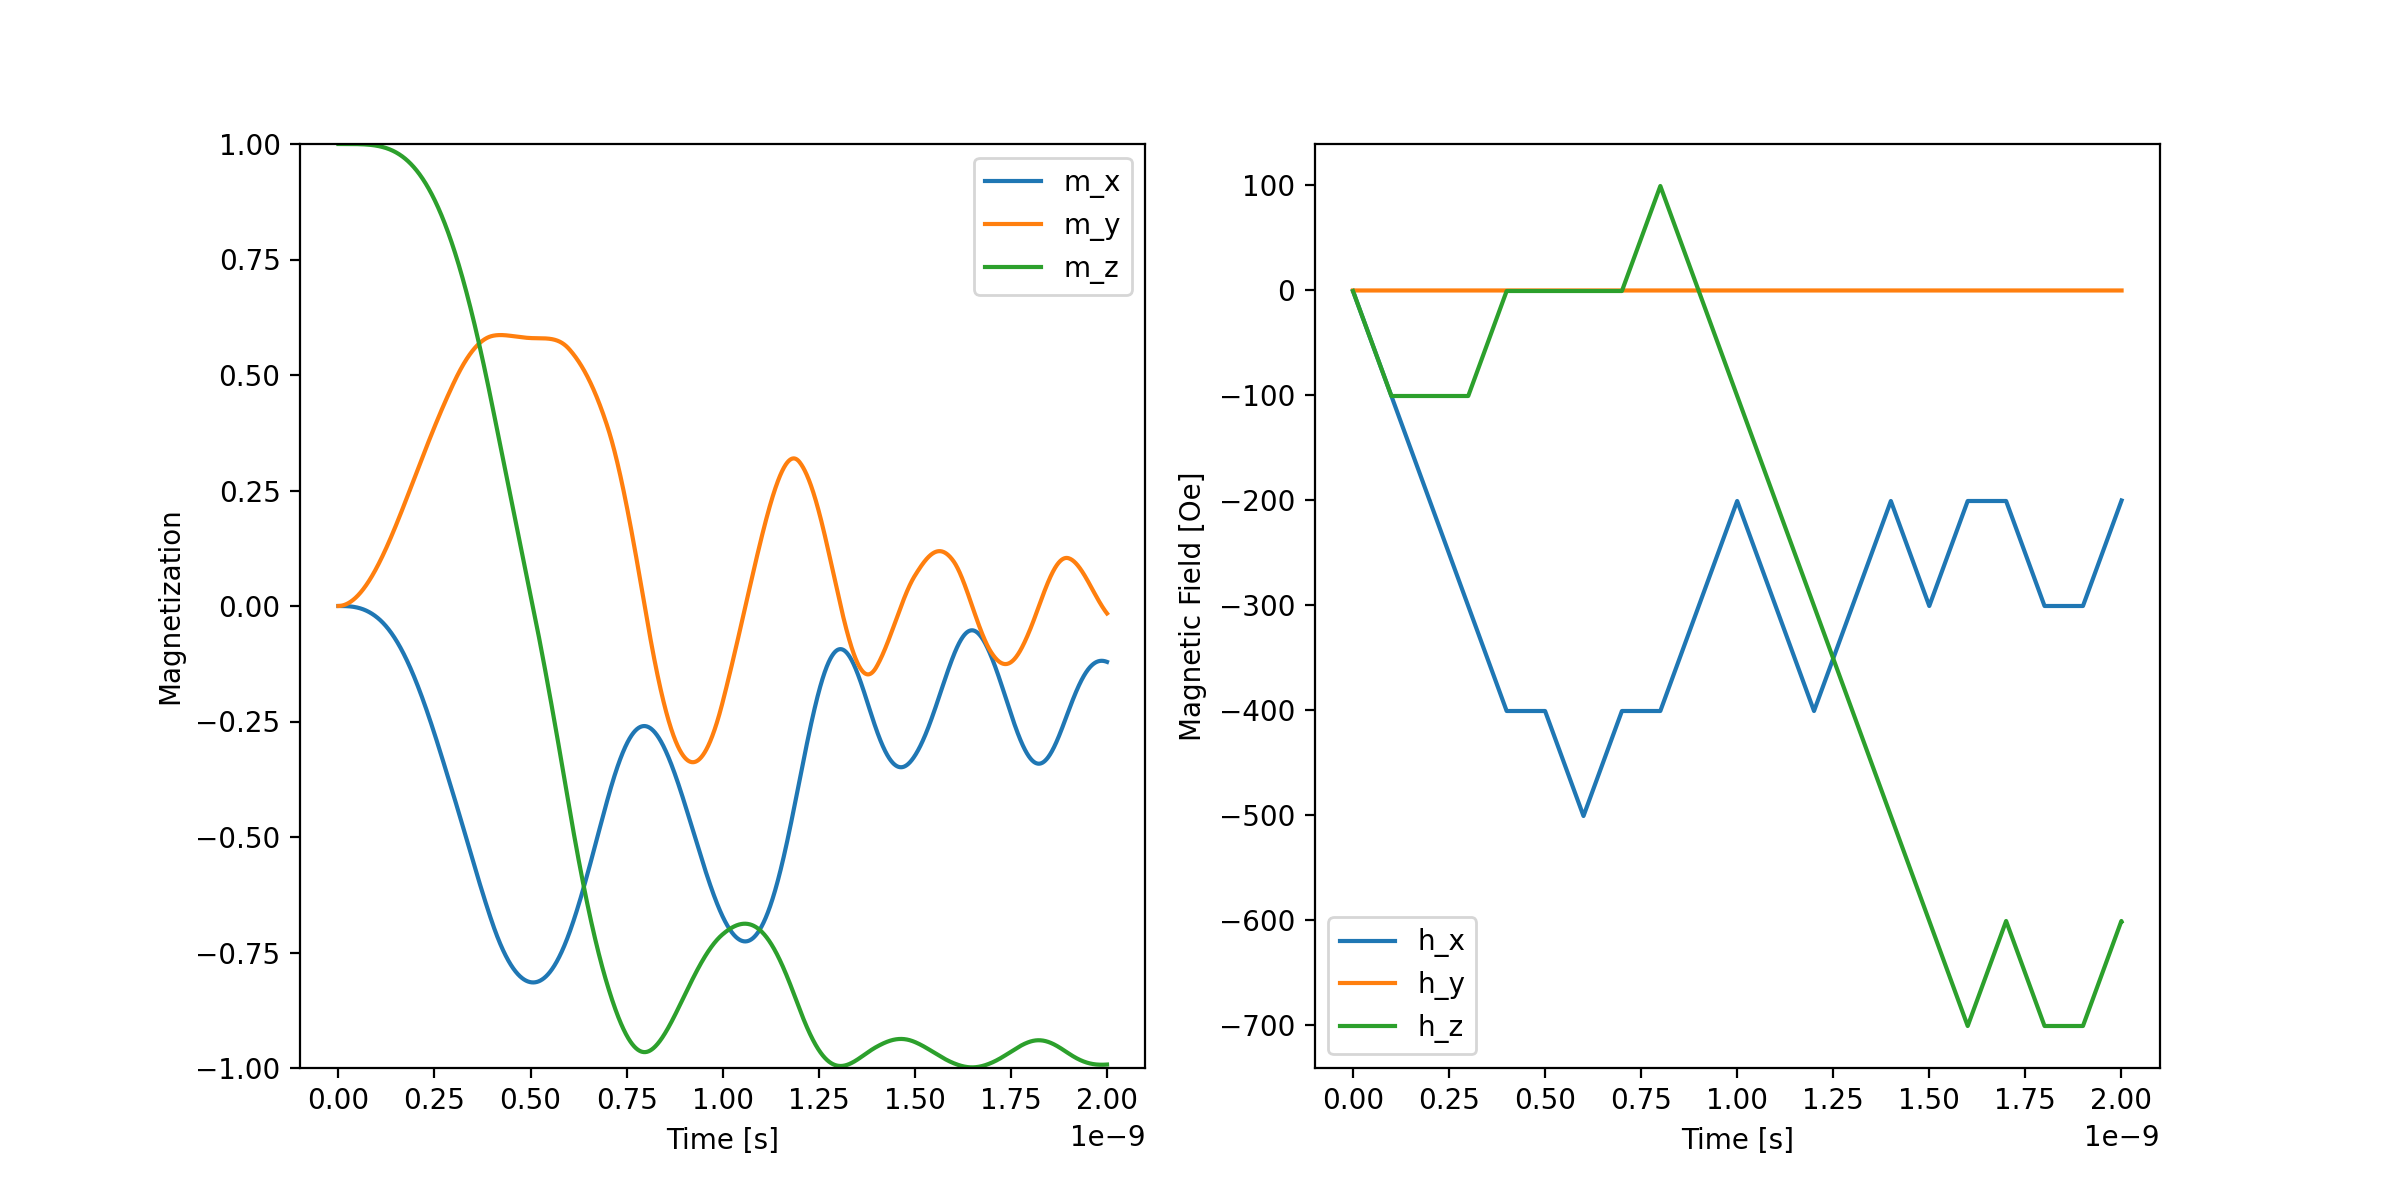 1.00
0.75
0.50
0.25
0.00
−0.25
−0.50
−0.75
−1.00
Magnetization
m_x
m_y
m_z
0.00 0.25 0.50 0.75 1.00 1.25 1.50 1.75 2.00
Time [s]
1e−9
100
0
−100
−200
−300
−400
−500
−600
−700
Magnetic Field [Oe]
h_x
h_y
h_z
0.00 0.25 0.50 0.75 1.00 1.25 1.50 1.75 2.00
Time [s]
1e−9